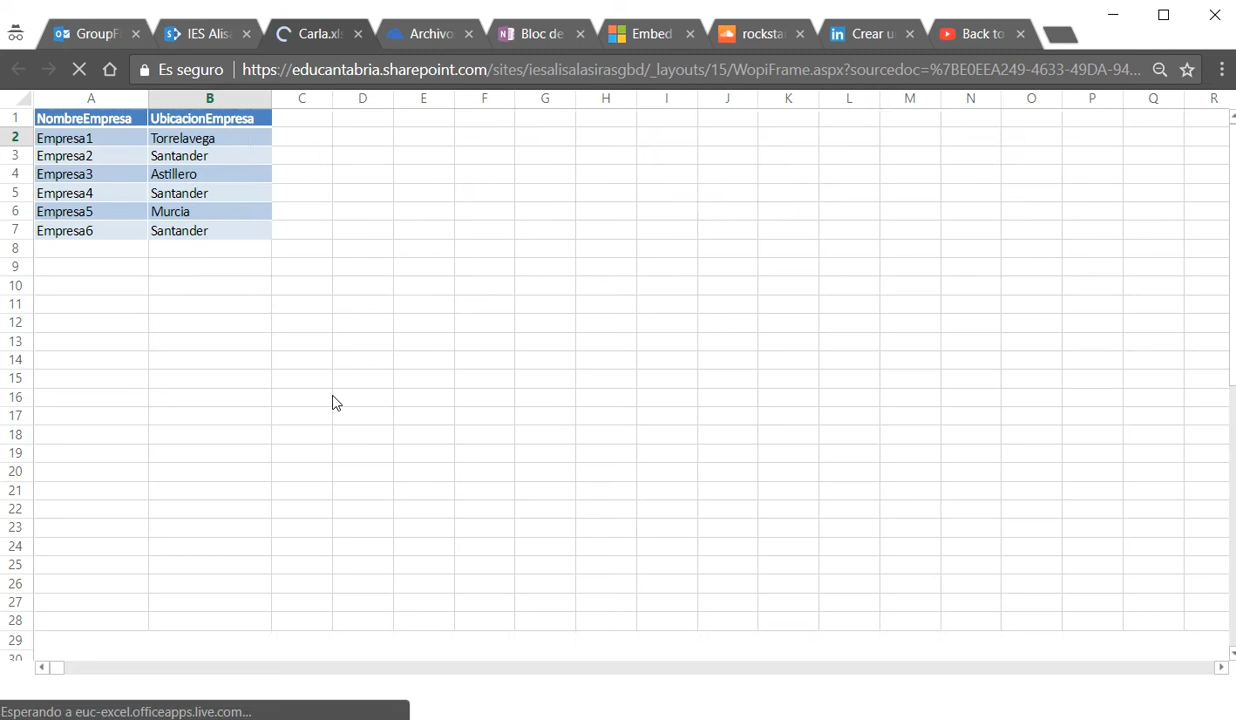 GroupF
IES Alisa
Carla.xls
Archivo
Bloc de
Embed
rocksta
Crear u
Back to
Es seguro https://educantabria.sharepoint.com/sites/iesalisalasirasgbd/_layouts/15/WopiFrame.aspx?sourcedoc=%7BE0EEA249-4633-49DA-94...
A B C D E F G H I J K L M N O P Q R
1 NombreEmpresa UbicacionEmpresa
2 Empresa1 Torrelavega
3 Empresa2 Santander
4 Empresa3 Astillero
5 Empresa4 Santander
6 Empresa5 Murcia
7 Empresa6 Santander
8
9
10
11
12
13
14
15
16
17
18
19
20
21
22
23
24
25
26
27
28
29
30
Esperando a euc-excel.officeapps.live.com...